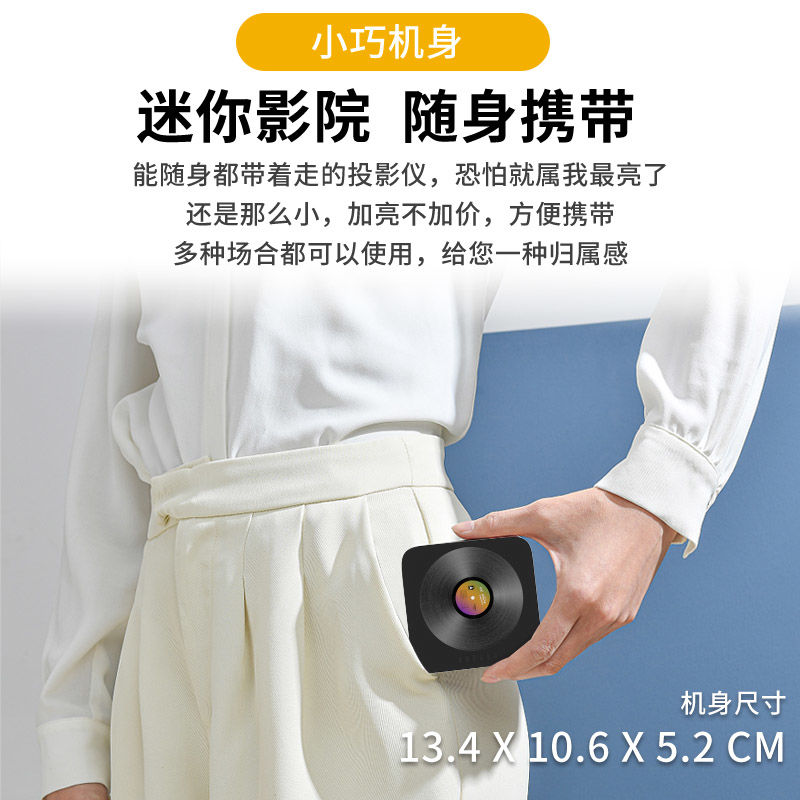 小巧机身
迷你影院 随身携带
能随身都带着走的投影仪，恐怕就属我最亮了
还是那么小，加亮不加价，方便携带
多种场合都可以使用，给您一种归属感
机身尺寸
13.4 X 10.6 X 5.2 CM